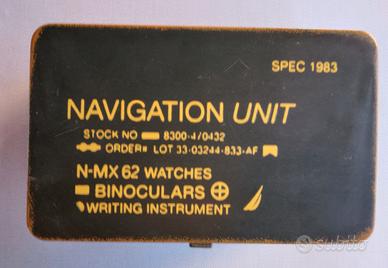 SPEC 1983
NAVIGATION UNIT
STOCK NO 8300-4/0432
ORDER# LOT 33-03244-833-AF
N-MX 62 WATCHES
BINOCULARS
WRITING INSTRUMENT
subito